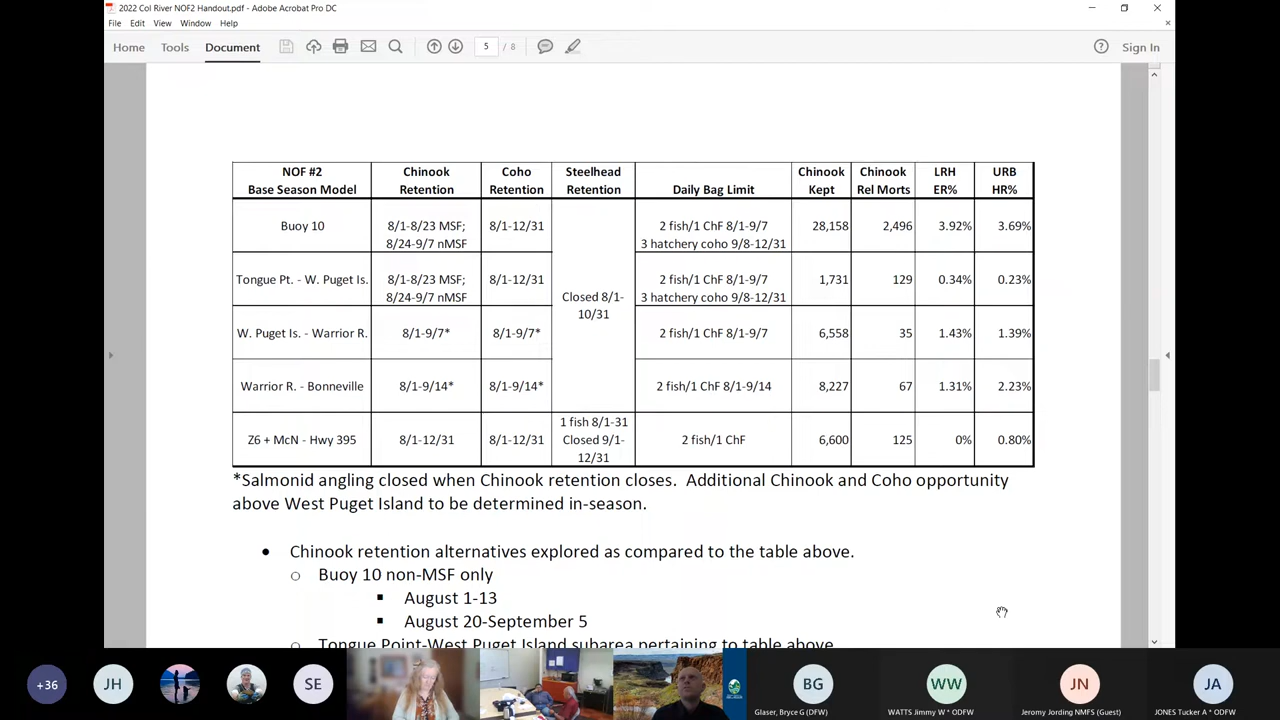 2022 Col River NOF2 Handout.pdf - Adobe Acrobat Pro DC
File Edit View Window Help
Home Tools Document 5 / 8 Sign In
NOF #2 Base Season Model Chinook Retention Coho Retention Steelhead Retention Daily Bag Limit Chinook Kept Chinook Rel Morts LRH ER% URB HR%
Buoy 10 8/1-8/23 MSF; 8/24-9/7 nMSF 8/1-12/31 2 fish/1 ChF 8/1-9/7 3 hatchery coho 9/8-12/31 28,158 2,496 3.92% 3.69%
Tongue Pt. - W. Puget Is. 8/1-8/23 MSF; 8/24-9/7 nMSF 8/1-12/31 Closed 8/1-10/31 2 fish/1 ChF 8/1-9/7 3 hatchery coho 9/8-12/31 1,731 129 0.34% 0.23%
W. Puget Is. - Warrior R. 8/1-9/7* 8/1-9/7* 2 fish/1 ChF 8/1-9/7 6,558 35 1.43% 1.39%
Warrior R. - Bonneville 8/1-9/14* 8/1-9/14* 2 fish/1 ChF 8/1-9/14 8,227 67 1.31% 2.23%
Z6 + McN - Hwy 395 8/1-12/31 8/1-12/31 1 fish 8/1-31 Closed 9/1-12/31 2 fish/1 ChF 6,600 125 0% 0.80%
*Salmonid angling closed when Chinook retention closes. Additional Chinook and Coho opportunity
above West Puget Island to be determined in-season.
• Chinook retention alternatives explored as compared to the table above.
○ Buoy 10 non-MSF only
▪ August 1-13
▪ August 20-September 5
○ Tongue Point-West Puget Island subarea pertaining to table above
+36 JH SE BG WW JN JA
Glaser, Bryce G (DFW) WATTS Jimmy W * ODFW Jeromy Jording NMFS (Guest) JONES Tucker A * ODFW